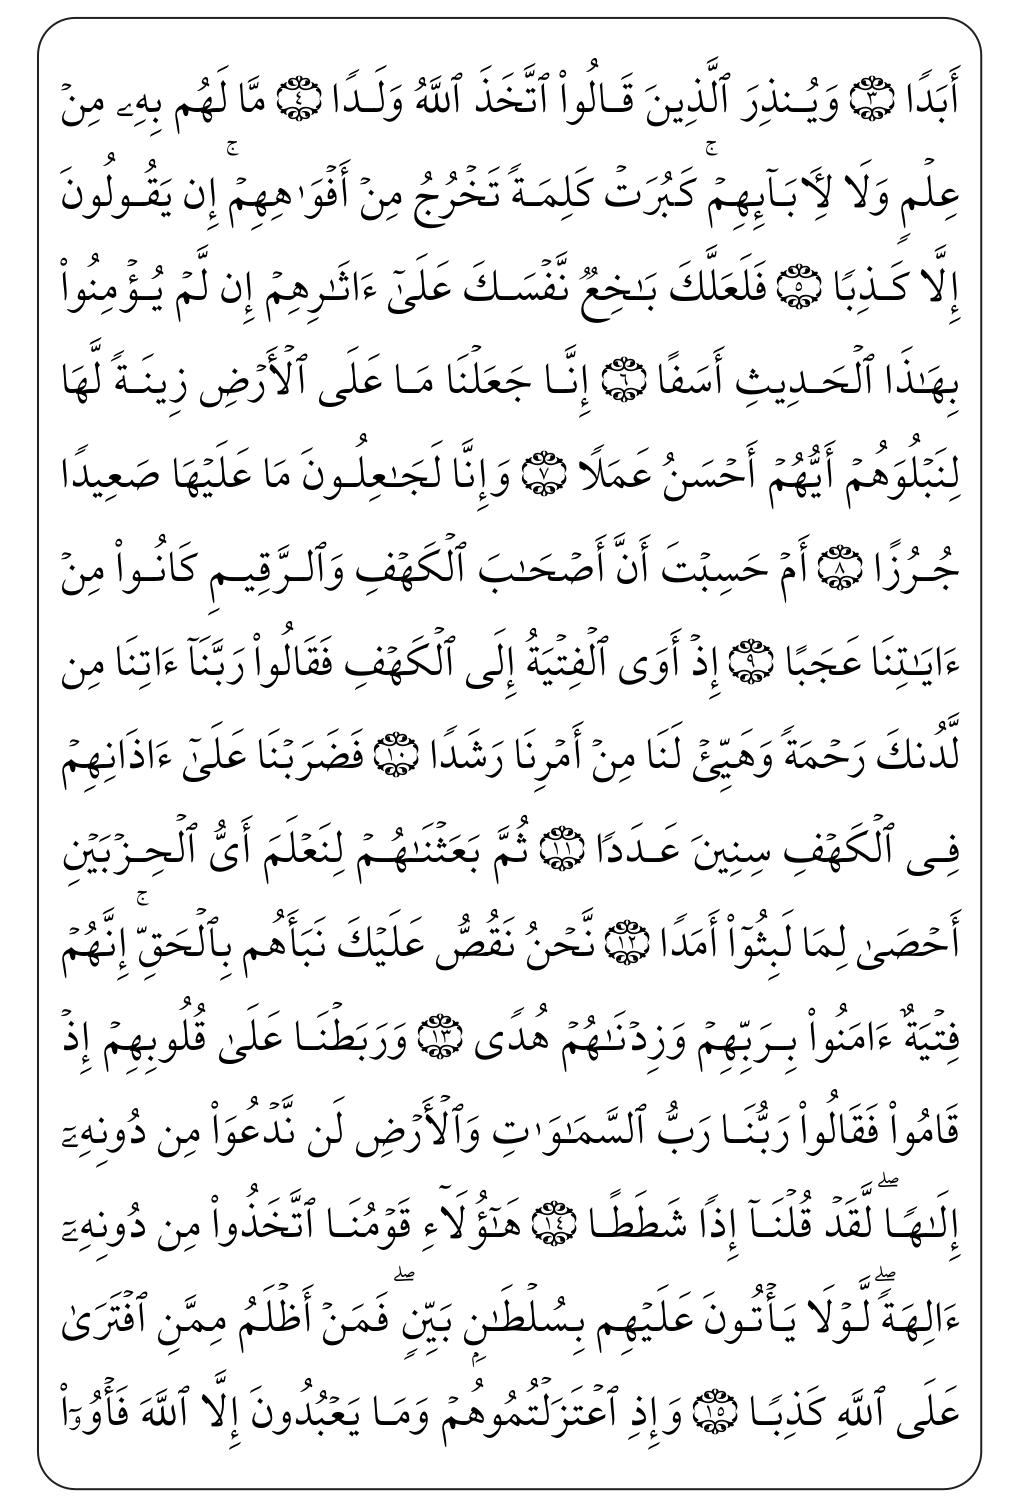 أَبَدًا ٣ وَيُنذِرَ ٱلَّذِينَ قَالُوا۟ ٱتَّخَذَ ٱللَّهُ وَلَدًا ٤ مَّا لَهُم بِهِۦ مِنْ
عِلْمٍ وَلَا لِـَٔابَآئِهِمْ ۚ كَبُرَتْ كَلِمَةً تَخْرُجُ مِنْ أَفْوَٰهِهِمْ ۚ إِن يَقُولُونَ
إِلَّا كَذِبًا ٥ فَلَعَلَّكَ بَـٰخِعٌ نَّفْسَكَ عَلَىٰٓ ءَاثَـٰرِهِمْ إِن لَّمْ يُؤْمِنُوا۟
بِهَـٰذَا ٱلْحَدِيثِ أَسَفًا ٦ إِنَّا جَعَلْنَا مَا عَلَى ٱلْأَرْضِ زِينَةً لَّهَا
لِنَبْلُوَهُمْ أَيُّهُمْ أَحْسَنُ عَمَلًا ٧ وَإِنَّا لَجَـٰعِلُونَ مَا عَلَيْهَا صَعِيدًا
جُرُزًا ٨ أَمْ حَسِبْتَ أَنَّ أَصْحَـٰبَ ٱلْكَهْفِ وَٱلرَّقِيمِ كَانُوا۟ مِنْ
ءَايَـٰتِنَا عَجَبًا ٩ إِذْ أَوَى ٱلْفِتْيَةُ إِلَى ٱلْكَهْفِ فَقَالُوا۟ رَبَّنَآ ءَاتِنَا مِن
لَّدُنكَ رَحْمَةً وَهَيِّئْ لَنَا مِنْ أَمْرِنَا رَشَدًا ١٠ فَضَرَبْنَا عَلَىٰٓ ءَاذَانِهِمْ
فِى ٱلْكَهْفِ سِنِينَ عَدَدًا ١١ ثُمَّ بَعَثْنَـٰهُمْ لِنَعْلَمَ أَىُّ ٱلْحِزْبَيْنِ
أَحْصَىٰ لِمَا لَبِثُوٓا۟ أَمَدًا ١٢ نَّحْنُ نَقُصُّ عَلَيْكَ نَبَأَهُم بِٱلْحَقِّ ۚ إِنَّهُمْ
فِتْيَةٌ ءَامَنُوا۟ بِرَبِّهِمْ وَزِدْنَـٰهُمْ هُدًى ١٣ وَرَبَطْنَا عَلَىٰ قُلُوبِهِمْ إِذْ
قَامُوا۟ فَقَالُوا۟ رَبُّنَا رَبُّ ٱلسَّمَـٰوَٰتِ وَٱلْأَرْضِ لَن نَّدْعُوَا۟ مِن دُونِهِۦٓ
إِلَـٰهًا ۖ لَّقَدْ قُلْنَآ إِذًا شَطَطًا ١٤ هَـٰٓؤُلَآءِ قَوْمُنَا ٱتَّخَذُوا۟ مِن دُونِهِۦٓ
ءَالِهَةً ۖ لَّوْلَا يَأْتُونَ عَلَيْهِم بِسُلْطَـٰنٍۭ بَيِّنٍ ۖ فَمَنْ أَظْلَمُ مِمَّنِ ٱفْتَرَىٰ
عَلَى ٱللَّهِ كَذِبًا ١٥ وَإِذِ ٱعْتَزَلْتُمُوهُمْ وَمَا يَعْبُدُونَ إِلَّا ٱللَّهَ فَأْوُۥٓا۟